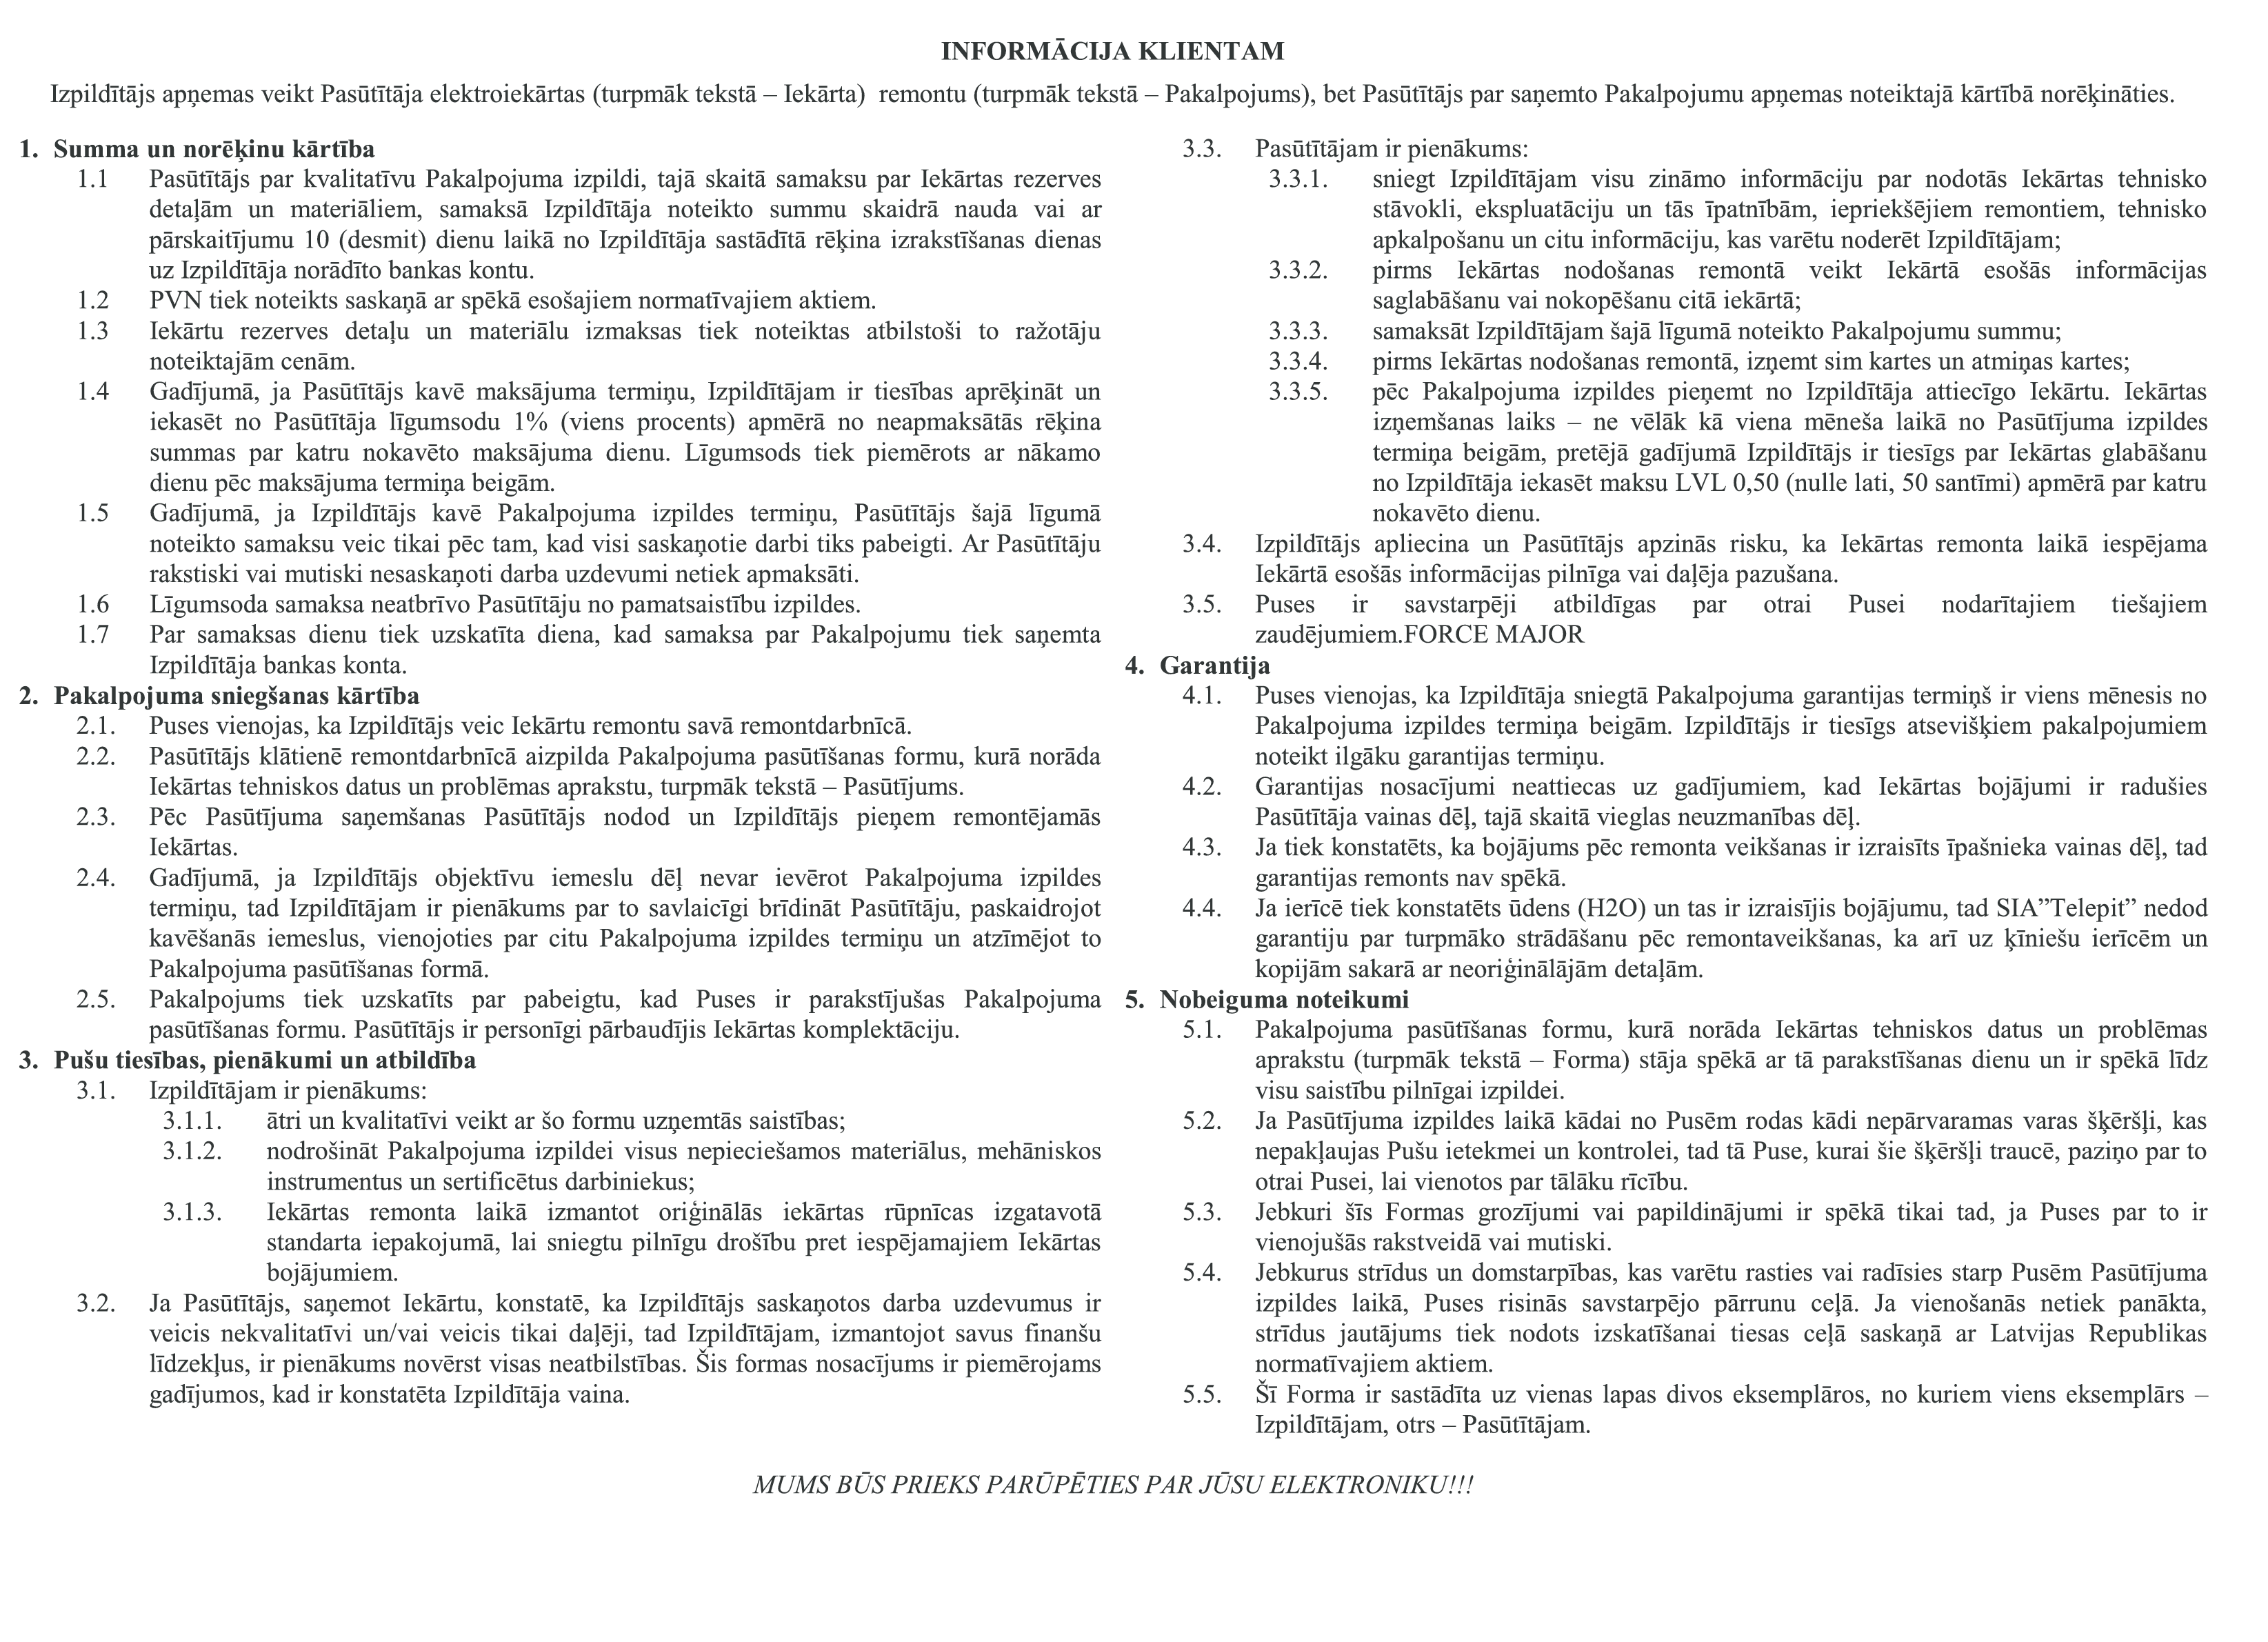 INFORMĀCIJA KLIENTAM
Izpildītājs apņemas veikt Pasūtītāja elektroiekārtas (turpmāk tekstā – Iekārta) remontu (turpmāk tekstā – Pakalpojums), bet Pasūtītājs par saņemto Pakalpojumu apņemas noteiktajā kārtībā norēķināties.
1. Summa un norēķinu kārtība
1.1 Pasūtītājs par kvalitatīvu Pakalpojuma izpildi, tajā skaitā samaksu par Iekārtas rezerves
detaļām un materiāliem, samaksā Izpildītāja noteikto summu skaidrā nauda vai ar
pārskaitījumu 10 (desmit) dienu laikā no Izpildītāja sastādītā rēķina izrakstīšanas dienas
uz Izpildītāja norādīto bankas kontu.
1.2 PVN tiek noteikts saskaņā ar spēkā esošajiem normatīvajiem aktiem.
1.3 Iekārtu rezerves detaļu un materiālu izmaksas tiek noteiktas atbilstoši to ražotāju
noteiktajām cenām.
1.4 Gadījumā, ja Pasūtītājs kavē maksājuma termiņu, Izpildītājam ir tiesības aprēķināt un
iekasēt no Pasūtītāja līgumsodu 1% (viens procents) apmērā no neapmaksātās rēķina
summas par katru nokavēto maksājuma dienu. Līgumsods tiek piemērots ar nākamo
dienu pēc maksājuma termiņa beigām.
1.5 Gadījumā, ja Izpildītājs kavē Pakalpojuma izpildes termiņu, Pasūtītājs šajā līgumā
noteikto samaksu veic tikai pēc tam, kad visi saskaņotie darbi tiks pabeigti. Ar Pasūtītāju
rakstiski vai mutiski nesaskaņoti darba uzdevumi netiek apmaksāti.
1.6 Līgumsoda samaksa neatbrīvo Pasūtītāju no pamatsaistību izpildes.
1.7 Par samaksas dienu tiek uzskatīta diena, kad samaksa par Pakalpojumu tiek saņemta
Izpildītāja bankas konta.
2. Pakalpojuma sniegšanas kārtība
2.1. Puses vienojas, ka Izpildītājs veic Iekārtu remontu savā remontdarbnīcā.
2.2. Pasūtītājs klātienē remontdarbnīcā aizpilda Pakalpojuma pasūtīšanas formu, kurā norāda
Iekārtas tehniskos datus un problēmas aprakstu, turpmāk tekstā – Pasūtījums.
2.3. Pēc Pasūtījuma saņemšanas Pasūtītājs nodod un Izpildītājs pieņem remontējamās
Iekārtas.
2.4. Gadījumā, ja Izpildītājs objektīvu iemeslu dēļ nevar ievērot Pakalpojuma izpildes
termiņu, tad Izpildītājam ir pienākums par to savlaicīgi brīdināt Pasūtītāju, paskaidrojot
kavēšanās iemeslus, vienojoties par citu Pakalpojuma izpildes termiņu un atzīmējot to
Pakalpojuma pasūtīšanas formā.
2.5. Pakalpojums tiek uzskatīts par pabeigtu, kad Puses ir parakstījušas Pakalpojuma
pasūtīšanas formu. Pasūtītājs ir personīgi pārbaudījis Iekārtas komplektāciju.
3. Pušu tiesības, pienākumi un atbildība
3.1. Izpildītājam ir pienākums:
3.1.1. ātri un kvalitatīvi veikt ar šo formu uzņemtās saistības;
3.1.2. nodrošināt Pakalpojuma izpildei visus nepieciešamos materiālus, mehāniskos
instrumentus un sertificētus darbiniekus;
3.1.3. Iekārtas remonta laikā izmantot oriģinālās iekārtas rūpnīcas izgatavotā
standarta iepakojumā, lai sniegtu pilnīgu drošību pret iespējamajiem Iekārtas
bojājumiem.
3.2. Ja Pasūtītājs, saņemot Iekārtu, konstatē, ka Izpildītājs saskaņotos darba uzdevumus ir
veicis nekvalitatīvi un/vai veicis tikai daļēji, tad Izpildītājam, izmantojot savus finanšu
līdzekļus, ir pienākums novērst visas neatbilstības. Šis formas nosacījums ir piemērojams
gadījumos, kad ir konstatēta Izpildītāja vaina.
3.3. Pasūtītājam ir pienākums:
3.3.1. sniegt Izpildītājam visu zināmo informāciju par nodotās Iekārtas tehnisko
stāvokli, ekspluatāciju un tās īpatnībām, iepriekšējiem remontiem, tehnisko
apkalpošanu un citu informāciju, kas varētu noderēt Izpildītājam;
3.3.2. pirms Iekārtas nodošanas remontā veikt Iekārtā esošās informācijas
saglabāšanu vai nokopēšanu citā iekārtā;
3.3.3. samaksāt Izpildītājam šajā līgumā noteikto Pakalpojumu summu;
3.3.4. pirms Iekārtas nodošanas remontā, izņemt sim kartes un atmiņas kartes;
3.3.5. pēc Pakalpojuma izpildes pieņemt no Izpildītāja attiecīgo Iekārtu. Iekārtas
izņemšanas laiks – ne vēlāk kā viena mēneša laikā no Pasūtījuma izpildes
termiņa beigām, pretējā gadījumā Izpildītājs ir tiesīgs par Iekārtas glabāšanu
no Izpildītāja iekasēt maksu LVL 0,50 (nulle lati, 50 santīmi) apmērā par katru
nokavēto dienu.
3.4. Izpildītājs apliecina un Pasūtītājs apzinās risku, ka Iekārtas remonta laikā iespējama
Iekārtā esošās informācijas pilnīga vai daļēja pazušana.
3.5. Puses ir savstarpēji atbildīgas par otrai Pusei nodarītajiem tiešajiem
zaudējumiem.FORCE MAJOR
4. Garantija
4.1. Puses vienojas, ka Izpildītāja sniegtā Pakalpojuma garantijas termiņš ir viens mēnesis no
Pakalpojuma izpildes termiņa beigām. Izpildītājs ir tiesīgs atsevišķiem pakalpojumiem
noteikt ilgāku garantijas termiņu.
4.2. Garantijas nosacījumi neattiecas uz gadījumiem, kad Iekārtas bojājumi ir radušies
Pasūtītāja vainas dēļ, tajā skaitā vieglas neuzmanības dēļ.
4.3. Ja tiek konstatēts, ka bojājums pēc remonta veikšanas ir izraisīts īpašnieka vainas dēļ, tad
garantijas remonts nav spēkā.
4.4. Ja ierīcē tiek konstatēts ūdens (H2O) un tas ir izraisījis bojājumu, tad SIA”Telepit” nedod
garantiju par turpmāko strādāšanu pēc remontaveikšanas, ka arī uz ķīniešu ierīcēm un
kopijām sakarā ar neoriģinālājām detaļām.
5. Nobeiguma noteikumi
5.1. Pakalpojuma pasūtīšanas formu, kurā norāda Iekārtas tehniskos datus un problēmas
aprakstu (turpmāk tekstā – Forma) stāja spēkā ar tā parakstīšanas dienu un ir spēkā līdz
visu saistību pilnīgai izpildei.
5.2. Ja Pasūtījuma izpildes laikā kādai no Pusēm rodas kādi nepārvaramas varas šķēršļi, kas
nepakļaujas Pušu ietekmei un kontrolei, tad tā Puse, kurai šie šķēršļi traucē, paziņo par to
otrai Pusei, lai vienotos par tālāku rīcību.
5.3. Jebkuri šīs Formas grozījumi vai papildinājumi ir spēkā tikai tad, ja Puses par to ir
vienojušās rakstveidā vai mutiski.
5.4. Jebkurus strīdus un domstarpības, kas varētu rasties vai radīsies starp Pusēm Pasūtījuma
izpildes laikā, Puses risinās savstarpējo pārrunu ceļā. Ja vienošanās netiek panākta,
strīdus jautājums tiek nodots izskatīšanai tiesas ceļā saskaņā ar Latvijas Republikas
normatīvajiem aktiem.
5.5. Šī Forma ir sastādīta uz vienas lapas divos eksemplāros, no kuriem viens eksemplārs –
Izpildītājam, otrs – Pasūtītājam.
MUMS BŪS PRIEKS PARŪPĒTIES PAR JŪSU ELEKTRONIKU!!!